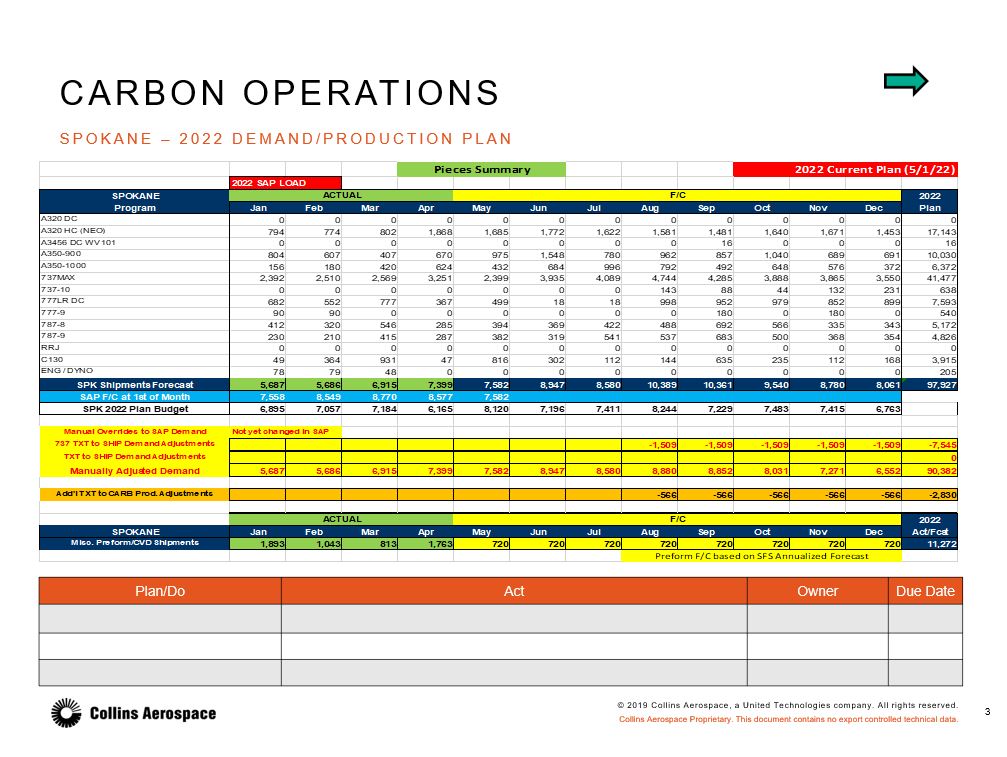 CARBON OPERATIONS
SPOKANE – 2022 DEMAND/PRODUCTION PLAN
Pieces Summary 2022 Current Plan (5/1/22)
2022 SAP LOAD
SPOKANE ACTUAL F/C 2022
Program Jan Feb Mar Apr May Jun Jul Aug Sep Oct Nov Dec Plan
A320 DC 0 0 0 0 0 0 0 0 0 0 0 0 0
A320 HC (NEO) 794 774 802 1,868 1,685 1,772 1,622 1,581 1,481 1,640 1,671 1,453 17,143
A3456 DC WV101 0 0 0 0 0 0 0 0 16 0 0 0 16
A350-900 804 607 407 670 975 1,548 780 962 857 1,040 689 691 10,030
A350-1000 156 180 420 624 432 684 996 792 492 648 576 372 6,372
737MAX 2,392 2,510 2,569 3,251 2,399 3,935 4,089 4,744 4,285 3,888 3,865 3,550 41,477
737-10 0 0 0 0 0 0 0 143 88 44 132 231 638
777LR DC 682 552 777 367 499 18 18 998 952 979 852 899 7,593
777-9 90 90 0 0 0 0 0 0 180 0 180 0 540
787-8 412 320 546 285 394 369 422 488 692 566 335 343 5,172
787-9 230 210 415 287 382 319 541 537 683 500 368 354 4,826
RRJ 0 0 0 0 0 0 0 0 0 0 0 0 0
C130 49 364 931 47 816 302 112 144 635 235 112 168 3,915
ENG / DYNO 78 79 48 0 0 0 0 0 0 0 0 0 205
SPK Shipments Forecast 5,687 5,686 6,915 7,399 7,582 8,947 8,580 10,389 10,361 9,540 8,780 8,061 97,927
SAP F/C at 1st of Month 7,558 8,549 8,770 8,577 7,582
SPK 2022 Plan Budget 6,895 7,057 7,184 6,165 8,120 7,196 7,411 8,244 7,229 7,483 7,415 6,763
Manual Overrides to SAP Demand Not yet changed in SAP
737 TXT to SHIP Demand Adjustments -1,509 -1,509 -1,509 -1,509 -1,509 -7,545
TXT to SHIP Demand Adjustments 0
Manually Adjusted Demand 5,687 5,686 6,915 7,399 7,582 8,947 8,580 8,880 8,852 8,031 7,271 6,552 90,382
Add'l TXT to CARB Prod. Adjustments -566 -566 -566 -566 -566 -2,830
ACTUAL F/C 2022
SPOKANE Jan Feb Mar Apr May Jun Jul Aug Sep Oct Nov Dec Act/Fcst
Misc. Preform/CVD Shipments 1,893 1,043 813 1,763 720 720 720 720 720 720 720 720 11,272
Preform F/C based on SFS Annualized Forecast
Plan/Do Act Owner Due Date
Collins Aerospace
© 2019 Collins Aerospace, a United Technologies company. All rights reserved.
Collins Aerospace Proprietary. This document contains no export controlled technical data.
3